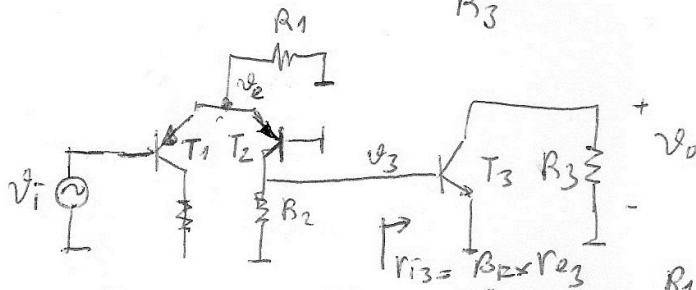 R3
R1
ve
T1 T2
vi
R2
v3
T3 R3
+
vo
-
ri3 = βF × re3
R1